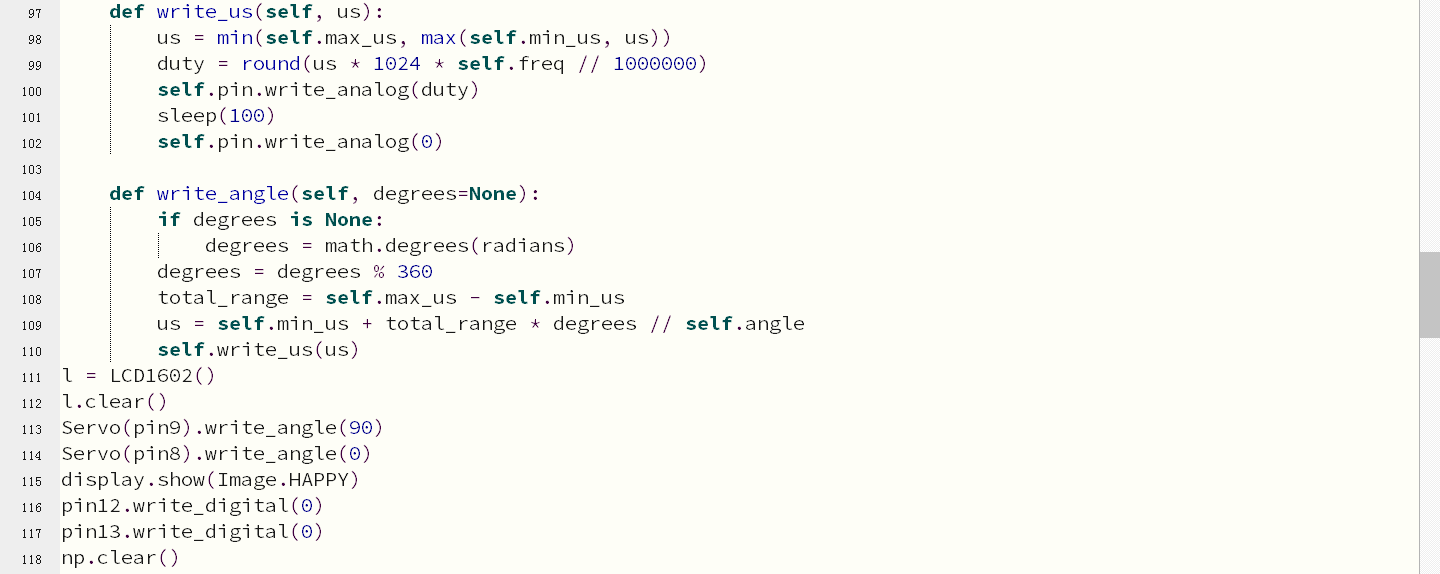 97 def write_us(self, us):
98 us = min(self.max_us, max(self.min_us, us))
99 duty = round(us * 1024 * self.freq // 1000000)
100 self.pin.write_analog(duty)
101 sleep(100)
102 self.pin.write_analog(0)
103
104 def write_angle(self, degrees=None):
105 if degrees is None:
106 degrees = math.degrees(radians)
107 degrees = degrees % 360
108 total_range = self.max_us - self.min_us
109 us = self.min_us + total_range * degrees // self.angle
110 self.write_us(us)
111 l = LCD1602()
112 l.clear()
113 Servo(pin9).write_angle(90)
114 Servo(pin8).write_angle(0)
115 display.show(Image.HAPPY)
116 pin12.write_digital(0)
117 pin13.write_digital(0)
118 np.clear()